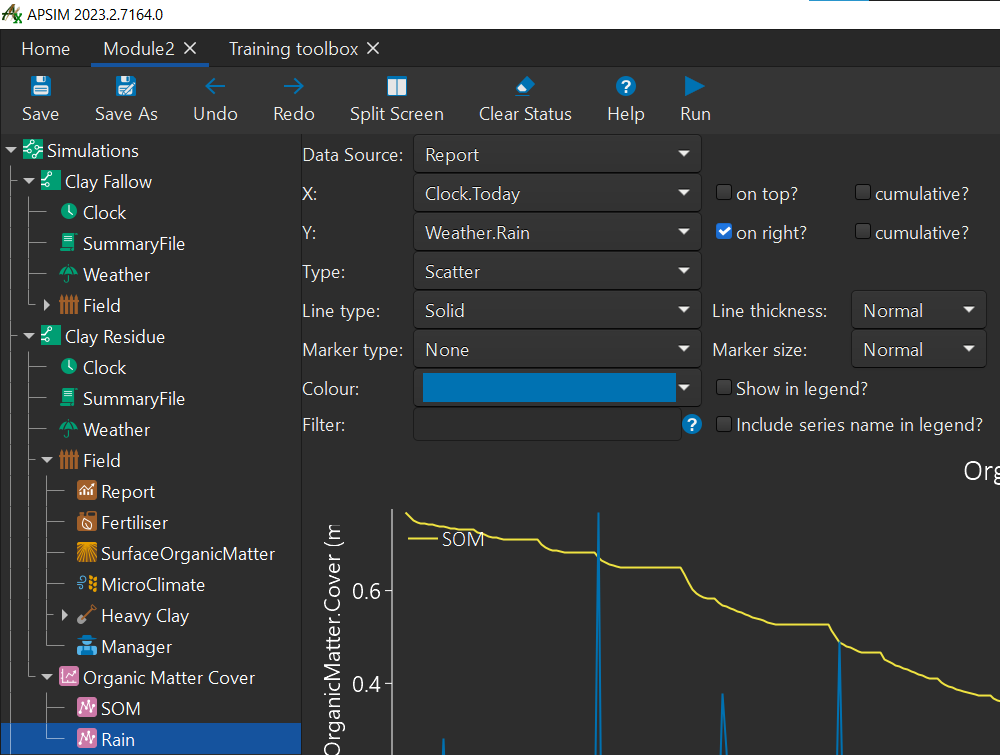 APSIM 2023.2.7164.0
Home Module2 Training toolbox
Save Save As Undo Redo Split Screen Clear Status Help Run
Simulations
Clay Fallow
Clock
SummaryFile
Weather
Field
Clay Residue
Clock
SummaryFile
Weather
Field
Report
Fertiliser
SurfaceOrganicMatter
MicroClimate
Heavy Clay
Manager
Organic Matter Cover
SOM
Rain
Data Source: Report
X: Clock.Today on top? cumulative?
Y: Weather.Rain on right? cumulative?
Type: Scatter
Line type: Solid Line thickness: Normal
Marker type: None Marker size: Normal
Colour: Show in legend?
Filter: ? Include series name in legend?
Org
SOM
OrganicMatter.Cover (m
0.6
0.4